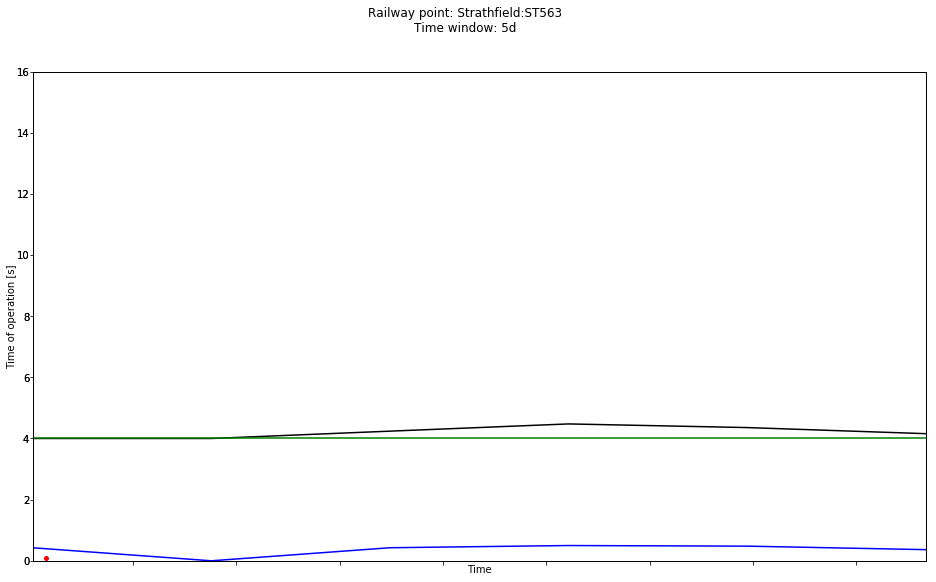 Railway point: Strathfield:ST563
Time window: 5d
16
14
12
10
8
6
4
2
0
Time of operation [s]
Time